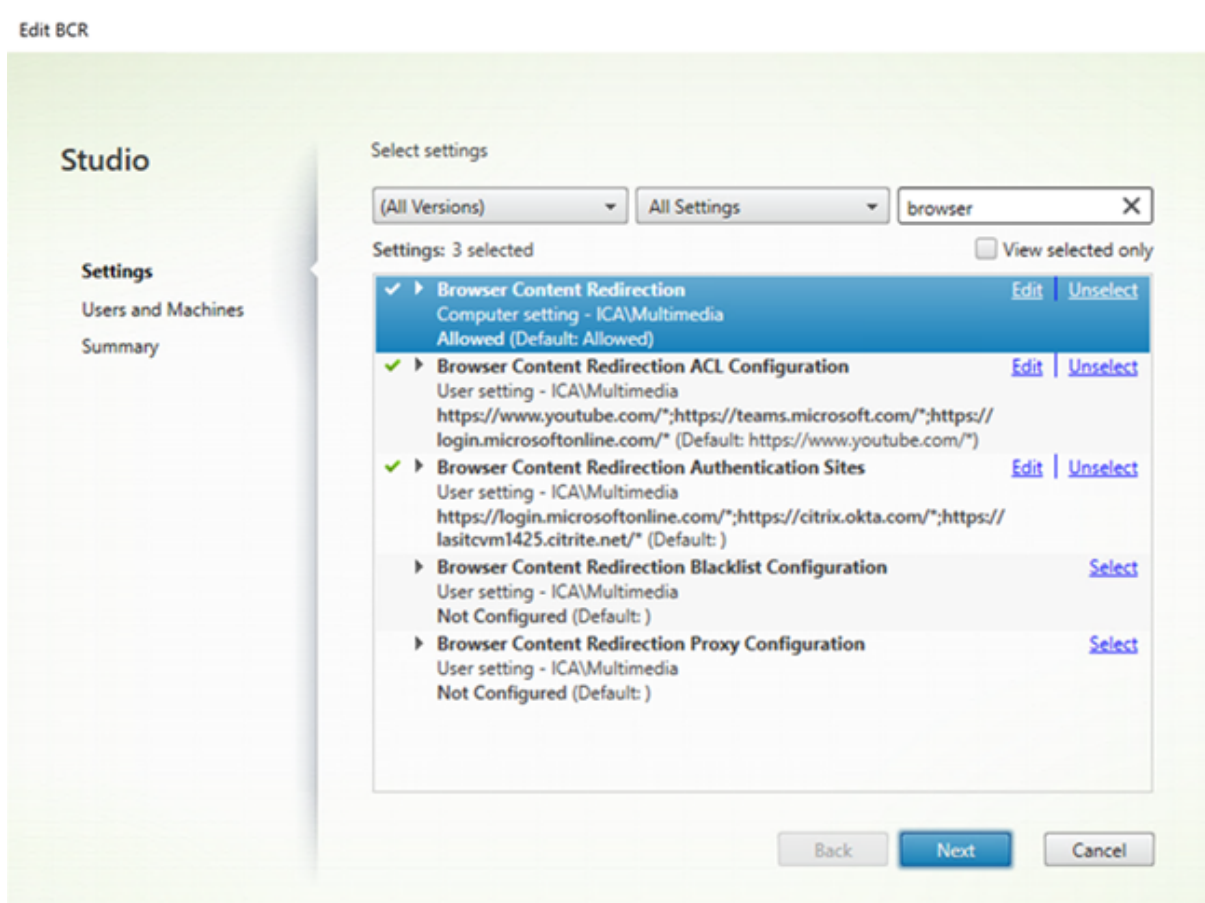 Edit BCR
Studio
Settings
Users and Machines
Summary
Select settings
(All Versions) All Settings browser
Settings: 3 selected View selected only
Browser Content Redirection Edit Unselect
Computer setting - ICA\Multimedia
Allowed (Default: Allowed)
Browser Content Redirection ACL Configuration Edit Unselect
User setting - ICA\Multimedia
https://www.youtube.com/*;https://teams.microsoft.com/*;https://
login.microsoftonline.com/* (Default: https://www.youtube.com/*)
Browser Content Redirection Authentication Sites Edit Unselect
User setting - ICA\Multimedia
https://login.microsoftonline.com/*;https://citrix.okta.com/*;https://
lasitcvm1425.citrite.net/* (Default: )
Browser Content Redirection Blacklist Configuration Select
User setting - ICA\Multimedia
Not Configured (Default: )
Browser Content Redirection Proxy Configuration Select
User setting - ICA\Multimedia
Not Configured (Default: )
Back Next Cancel